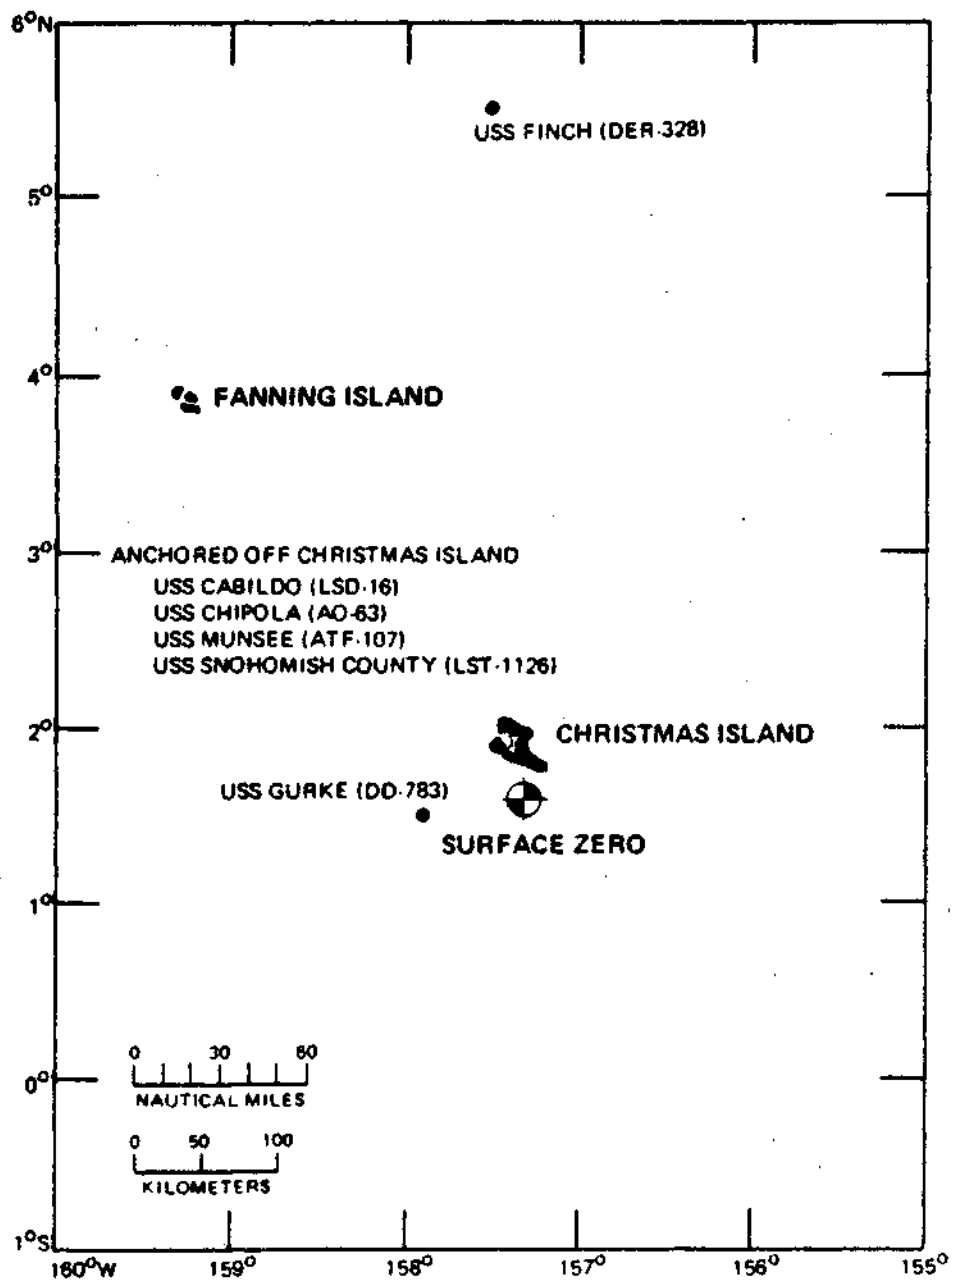 6°N
USS FINCH (DER-328)
5°
4°
FANNING ISLAND
3°
ANCHORED OFF CHRISTMAS ISLAND
USS CABILDO (LSD-16)
USS CHIPOLA (AO-63)
USS MUNSEE (ATF-107)
USS SNOHOMISH COUNTY (LST-1126)
2°
CHRISTMAS ISLAND
USS GURKE (DD-783)
SURFACE ZERO
1°
0 30 60
0°
NAUTICAL MILES
0 50 100
KILOMETERS
1°S
160°W 159° 158° 157° 156° 155°